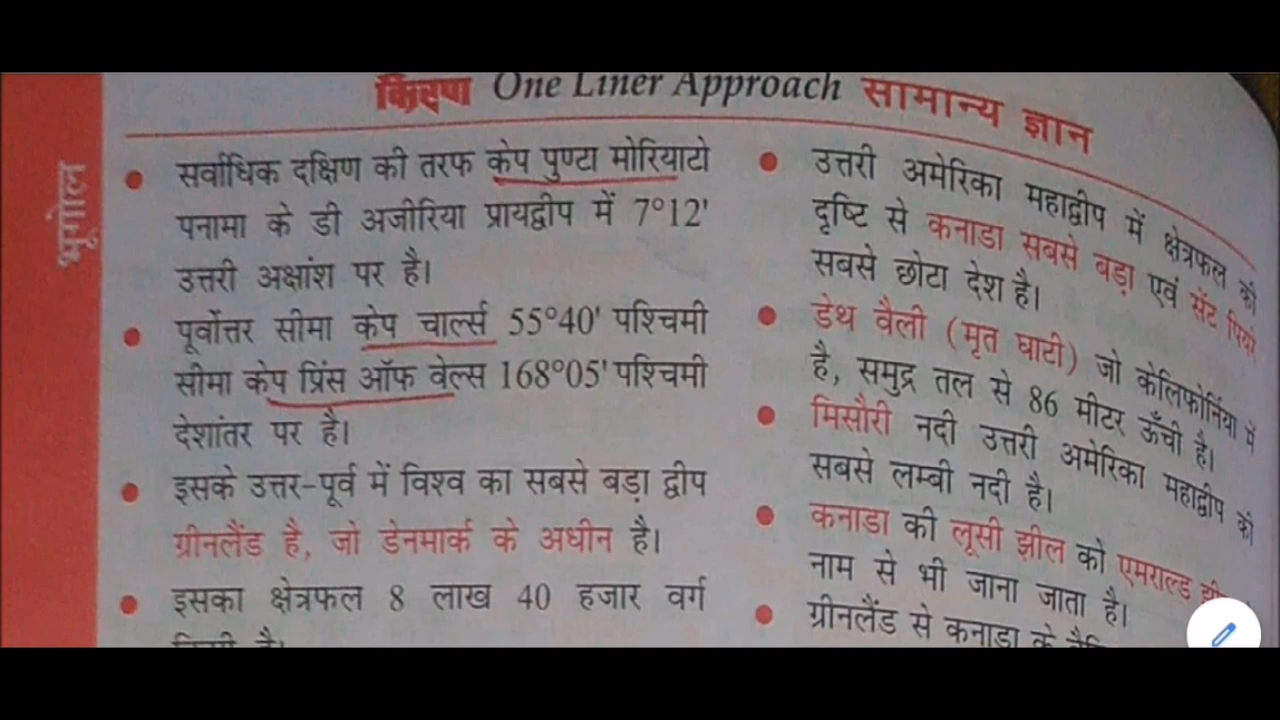 किरण One Liner Approach सामान्य ज्ञान
भूगोल
सर्वाधिक दक्षिण की तरफ केप पुण्टा मोरियाटो
पनामा के डी अजीरिया प्रायद्वीप में 7°12'
उत्तरी अक्षांश पर है।
पूर्वोत्तर सीमा केप चार्ल्स 55°40' पश्चिमी
सीमा केप प्रिंस ऑफ वेल्स 168°05' पश्चिमी
देशांतर पर है।
इसके उत्तर-पूर्व में विश्व का सबसे बड़ा द्वीप
ग्रीनलैंड है, जो डेनमार्क के अधीन है।
इसका क्षेत्रफल 8 लाख 40 हजार वर्ग
उत्तरी अमेरिका महाद्वीप में क्षेत्रफल की
दृष्टि से कनाडा सबसे बड़ा एवं सेंट पियरे
सबसे छोटा देश है।
डेथ वैली (मृत घाटी) जो केलिफोर्निया में
है, समुद्र तल से 86 मीटर ऊँची है।
मिसौरी नदी उत्तरी अमेरिका महाद्वीप की
सबसे लम्बी नदी है।
कनाडा की लूसी झील को एमराल्ड
नाम से भी जाना जाता है।
ग्रीनलैंड से कनाडा के